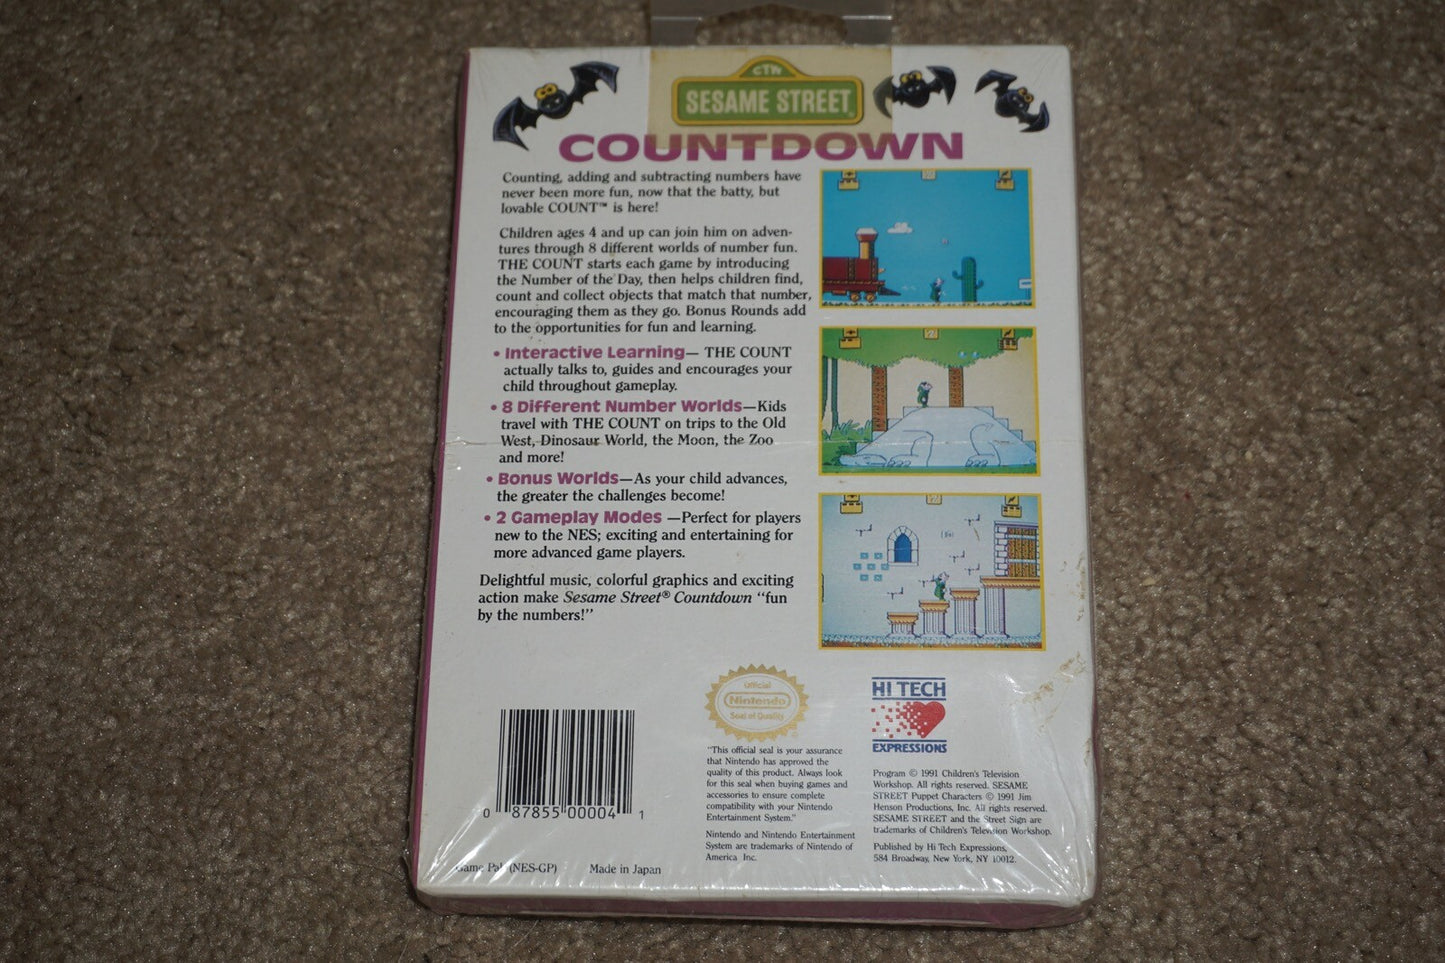 CTW
SESAME STREET
COUNTDOWN
Counting, adding and subtracting numbers have
never been more fun, now that the batty, but
lovable COUNT™ is here!
Children ages 4 and up can join him on adven-
tures through 8 different worlds of number fun.
THE COUNT starts each game by introducing
the Number of the Day, then helps children find,
count and collect objects that match that number,
encouraging them as they go. Bonus Rounds add
to the opportunities for fun and learning.
• Interactive Learning— THE COUNT
actually talks to, guides and encourages your
child throughout gameplay.
• 8 Different Number Worlds—Kids
travel with THE COUNT on trips to the Old
West, Dinosaur World, the Moon, the Zoo
and more!
• Bonus Worlds—As your child advances,
the greater the challenges become!
• 2 Gameplay Modes —Perfect for players
new to the NES; exciting and entertaining for
more advanced game players.
Delightful music, colorful graphics and exciting
action make Sesame Street® Countdown “fun
by the numbers!”
Official
Nintendo
Seal of Quality
"This official seal is your assurance
that Nintendo has approved the
quality of this product. Always look
for this seal when buying games and
accessories to ensure complete
compatibility with your Nintendo
Entertainment System."
Nintendo and Nintendo Entertainment
System are trademarks of Nintendo of
America Inc.
HI TECH
EXPRESSIONS
Program © 1991 Children's Television
Workshop. All rights reserved. SESAME
STREET Puppet Characters © 1991 Jim
Henson Productions, Inc. All rights reserved.
SESAME STREET and the Street Sign are
trademarks of Children's Television Workshop.
Published by Hi Tech Expressions,
584 Broadway, New York, NY 10012.
0 87855 00004 1
Game Pak (NES-GP) Made in Japan